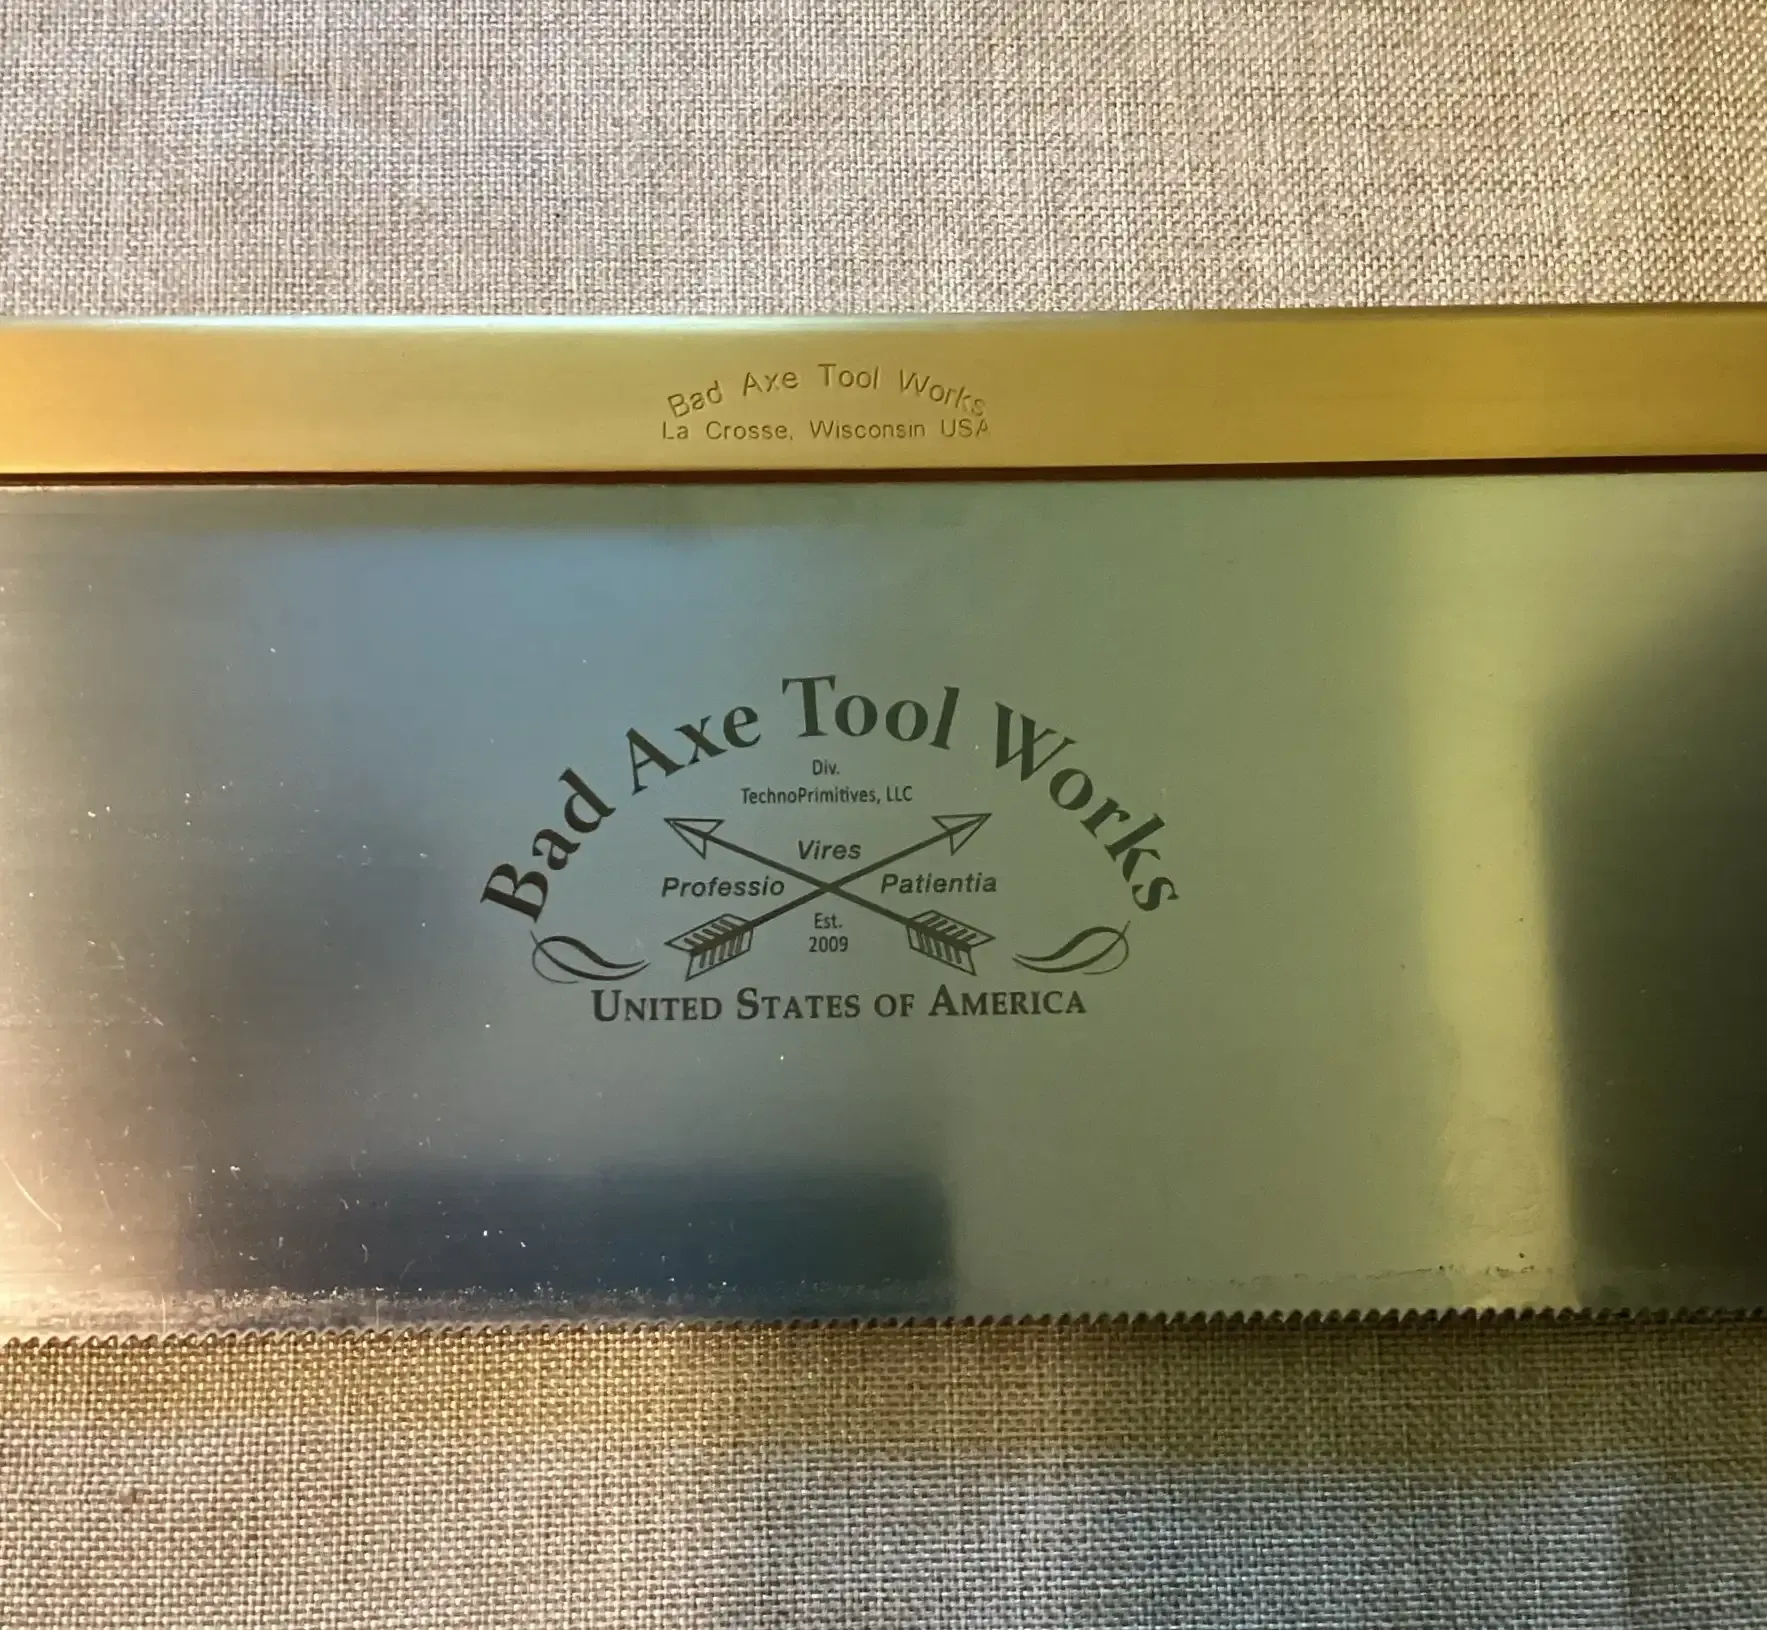 Bad Axe Tool Works
La Crosse, Wisconsin USA
Bad Axe Tool Works
Div.
TechnoPrimitives, LLC
Vires
Professio Patientia
Est.
2009
UNITED STATES OF AMERICA